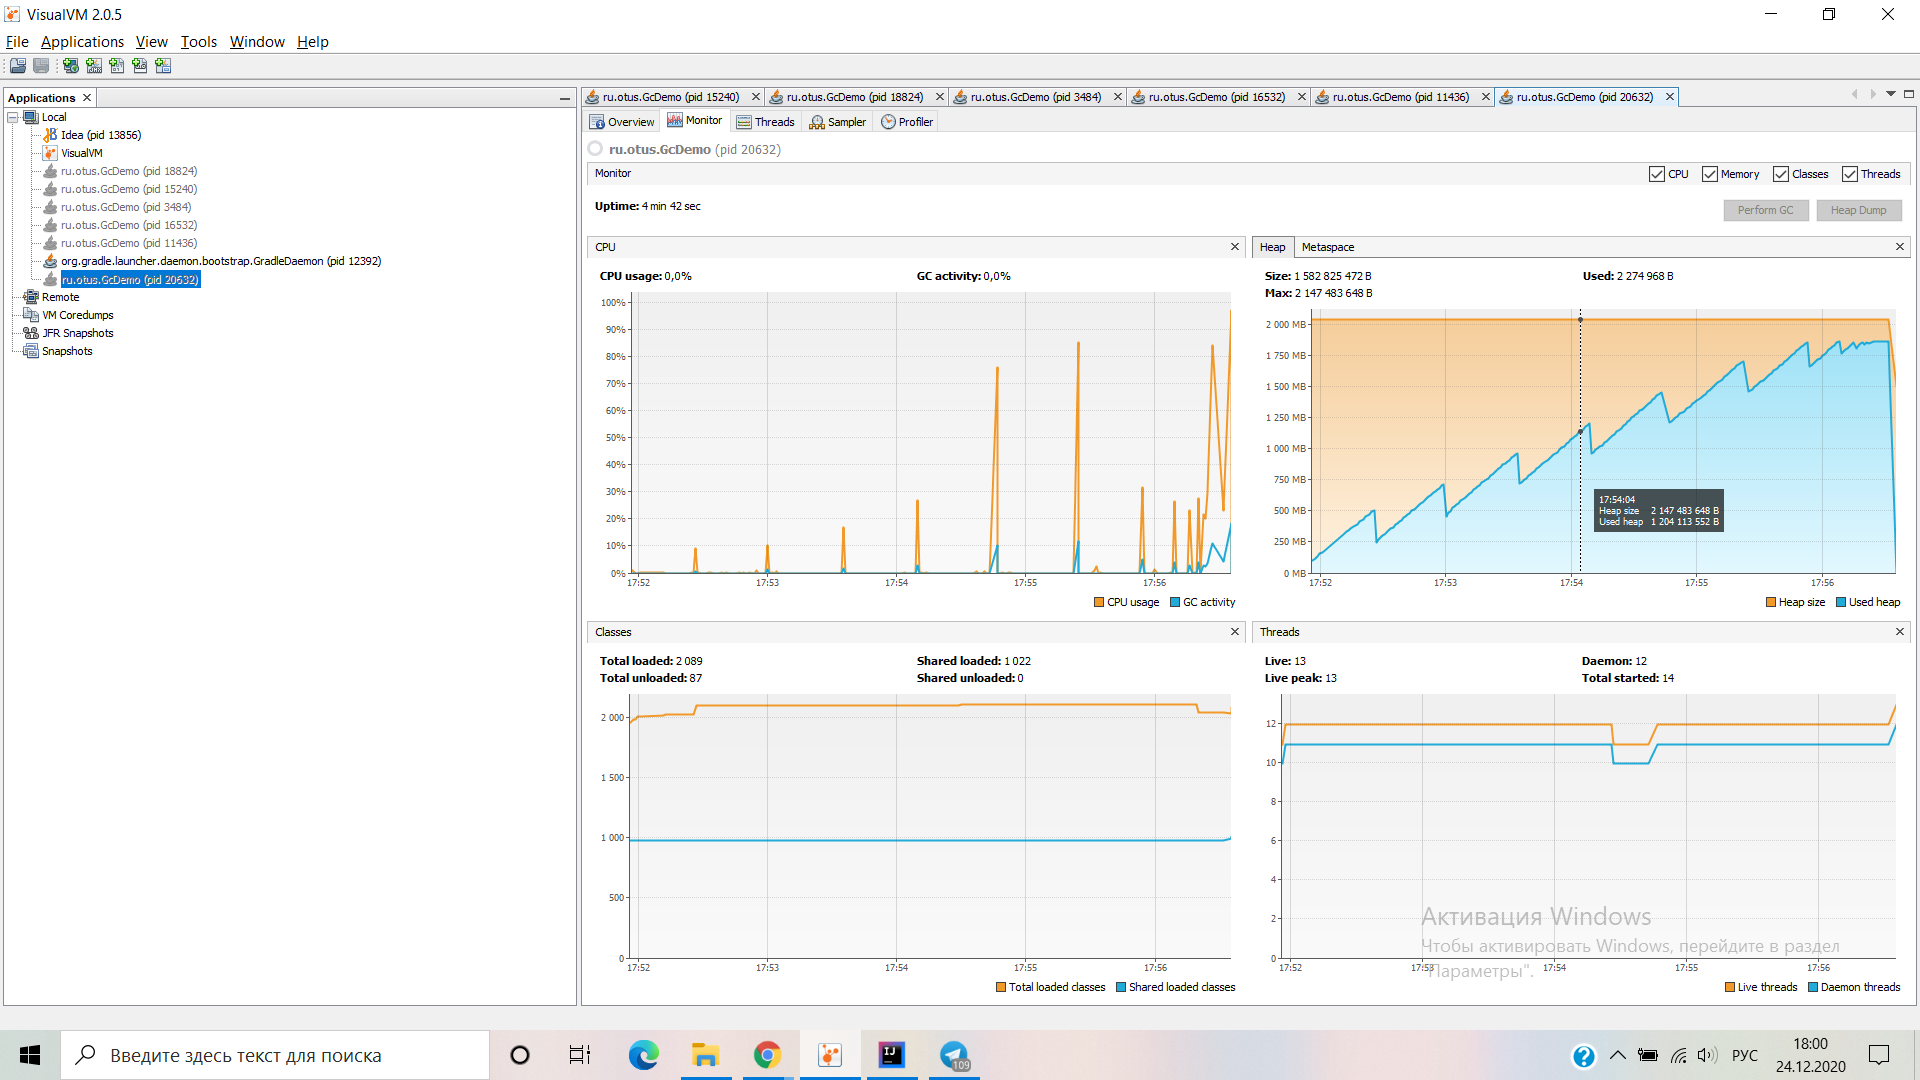 VisualVM 2.0.5
File Applications View Tools Window Help
Applications
Local
Idea (pid 13856)
VisualVM
ru.otus.GcDemo (pid 18824)
ru.otus.GcDemo (pid 15240)
ru.otus.GcDemo (pid 3484)
ru.otus.GcDemo (pid 16532)
ru.otus.GcDemo (pid 11436)
org.gradle.launcher.daemon.bootstrap.GradleDaemon (pid 12392)
ru.otus.GcDemo (pid 20632)
Remote
VM Coredumps
JFR Snapshots
Snapshots
ru.otus.GcDemo (pid 15240) ru.otus.GcDemo (pid 18824) ru.otus.GcDemo (pid 3484) ru.otus.GcDemo (pid 16532) ru.otus.GcDemo (pid 11436) ru.otus.GcDemo (pid 20632)
Overview Monitor Threads Sampler Profiler
ru.otus.GcDemo (pid 20632)
Monitor CPU Memory Classes Threads
Uptime: 4 min 42 sec
Perform GC Heap Dump
CPU
CPU usage: 0,0% GC activity: 0,0%
100%
90%
80%
70%
60%
50%
40%
30%
20%
10%
0%
17:52 17:53 17:54 17:55 17:56
CPU usage GC activity
Heap Metaspace
Size: 1 582 825 472 B Used: 2 274 968 B
Max: 2 147 483 648 B
2 000 MB
1 750 MB
1 500 MB
1 250 MB
1 000 MB
750 MB
500 MB
250 MB
0 MB
17:54:04
Heap size 2 147 483 648 B
Used heap 1 204 113 552 B
17:52 17:53 17:54 17:55 17:56
Heap size Used heap
Classes
Total loaded: 2 089 Shared loaded: 1 022
Total unloaded: 87 Shared unloaded: 0
2 000
1 500
1 000
500
0
17:52 17:53 17:54 17:55 17:56
Total loaded classes Shared loaded classes
Threads
Live: 13 Daemon: 12
Live peak: 13 Total started: 14
12
10
8
6
4
2
0
17:52 17:53 17:54 17:55 17:56
Live threads Daemon threads
Активация Windows
Чтобы активировать Windows, перейдите в раздел
"Параметры".
Введите здесь текст для поиска
IJ
109
РУС
18:00
24.12.2020